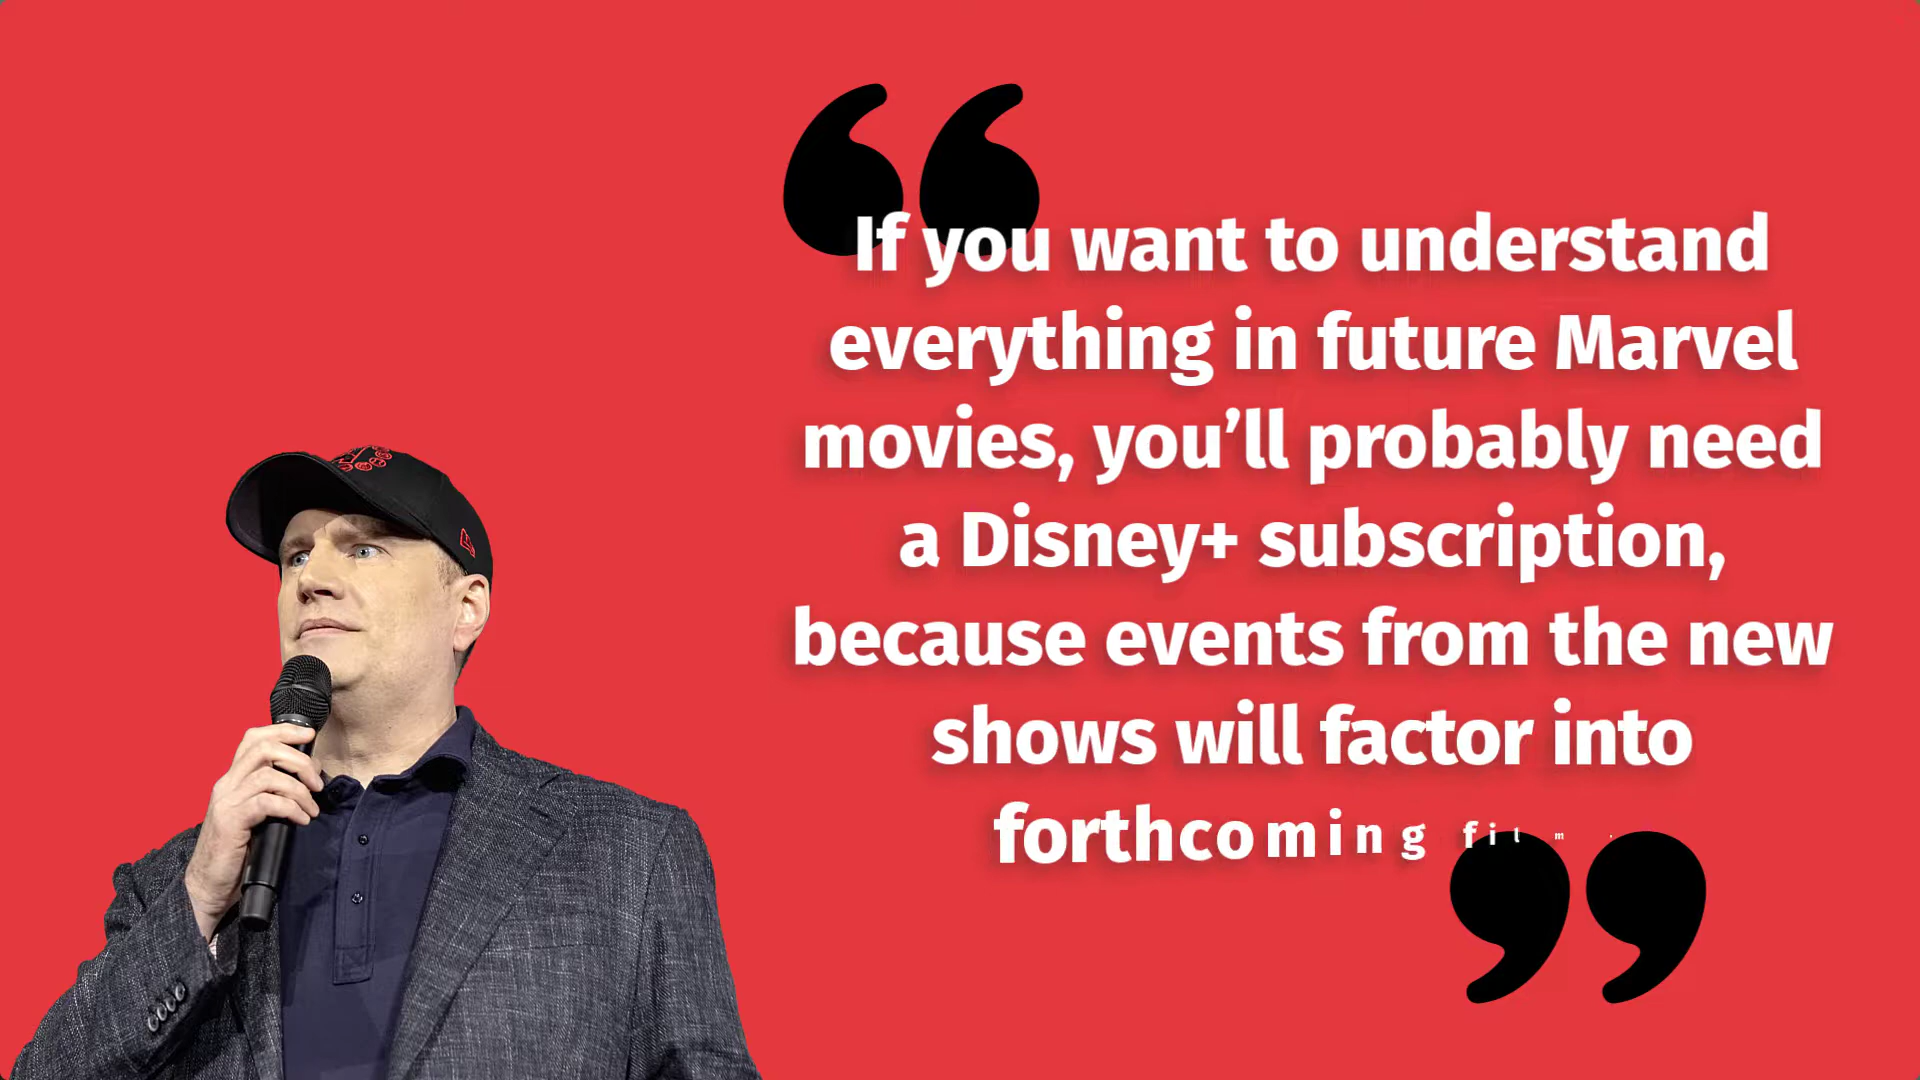 If you want to understand
everything in future Marvel
movies, you’ll probably need
a Disney+ subscription,
because events from the new
shows will factor into
forthcoming film